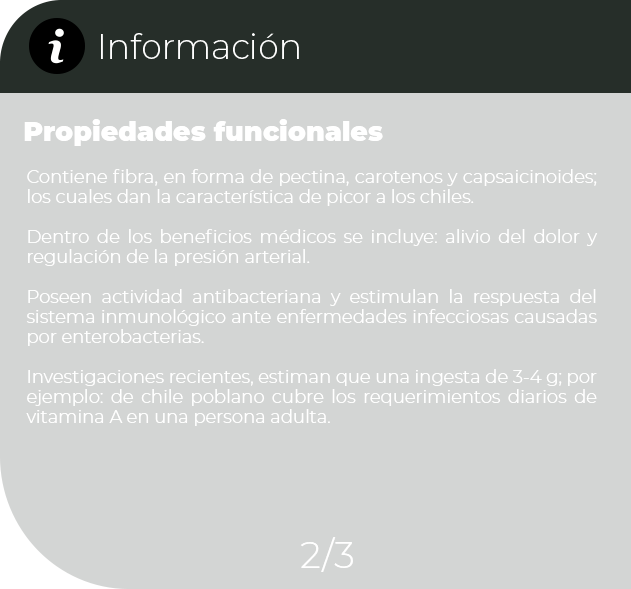 i Información
Propiedades funcionales
Contiene fibra, en forma de pectina, carotenos y capsaicinoides;
los cuales dan la característica de picor a los chiles.
Dentro de los beneficios médicos se incluye: alivio del dolor y
regulación de la presión arterial.
Poseen actividad antibacteriana y estimulan la respuesta del
sistema inmunológico ante enfermedades infecciosas causadas
por enterobacterias.
Investigaciones recientes, estiman que una ingesta de 3-4 g; por
ejemplo: de chile poblano cubre los requerimientos diarios de
vitamina A en una persona adulta.
2/3